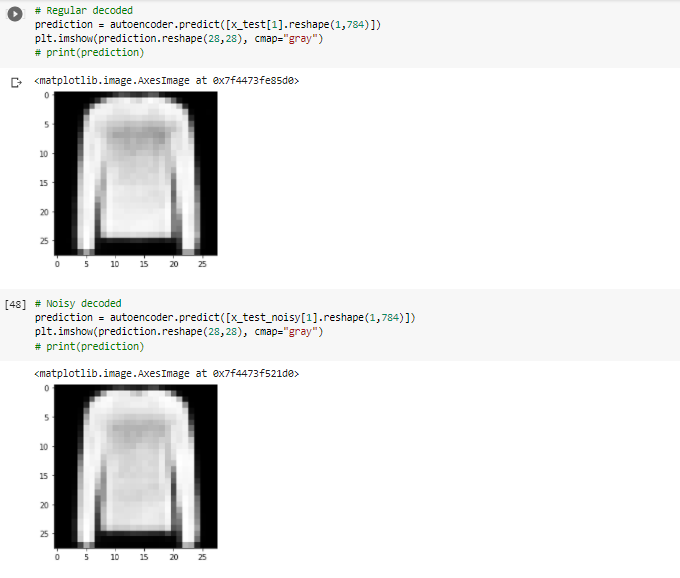 # Regular decoded
prediction = autoencoder.predict([x_test[1].reshape(1,784)])
plt.imshow(prediction.reshape(28,28), cmap="gray")
# print(prediction)
<matplotlib.image.AxesImage at 0x7f4473fe85d0>
0
5
10
15
20
25
0 5 10 15 20 25
[48] # Noisy decoded
prediction = autoencoder.predict([x_test_noisy[1].reshape(1,784)])
plt.imshow(prediction.reshape(28,28), cmap="gray")
# print(prediction)
<matplotlib.image.AxesImage at 0x7f4473f521d0>
0
5
10
15
20
25
0 5 10 15 20 25